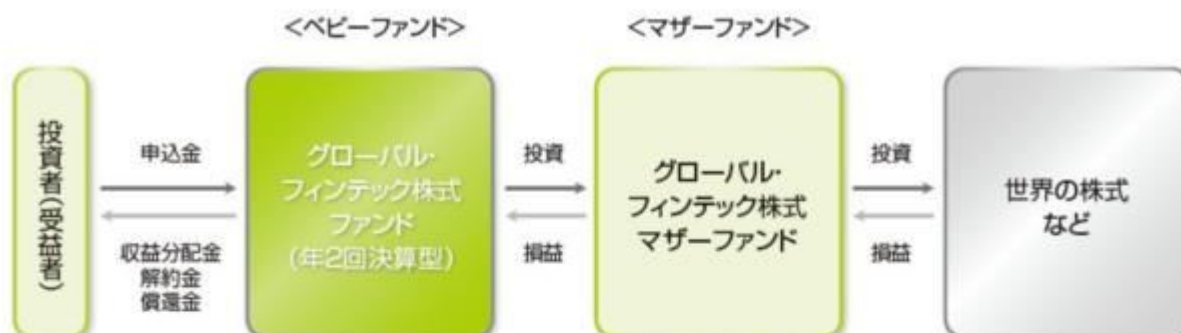 <ベビーファンド>
<マザーファンド>
投資者(受益者)
申込金
収益分配金
解約金
償還金
グローバル・
フィンテック株式
ファンド
(年2回決算型)
投資
損益
グローバル・
フィンテック株式
マザーファンド
投資
損益
世界の株式
など